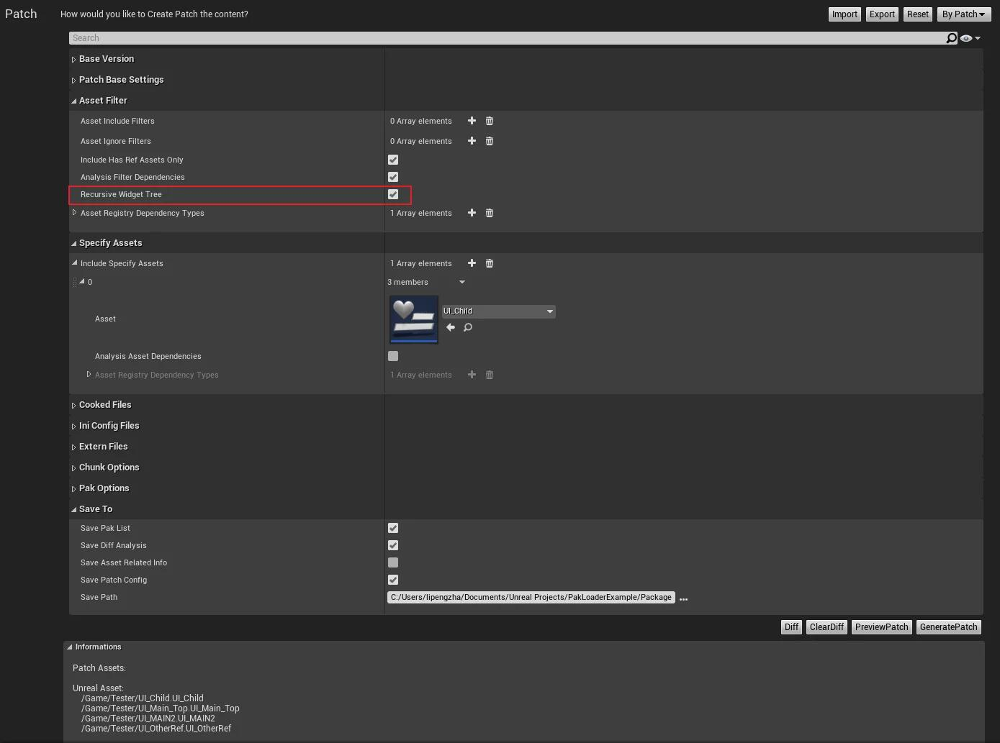 Patch How would you like to Create Patch the content? Import Export Reset By Patch
Search
Base Version
Patch Base Settings
Asset Filter
Asset Include Filters 0 Array elements
Asset Ignore Filters 0 Array elements
Include Has Ref Assets Only
Analysis Filter Dependencies
Recursive Widget Tree
Asset Registry Dependency Types 1 Array elements
Specify Assets
Include Specify Assets 1 Array elements
0 3 members
UI_Child
Asset
Analysis Asset Dependencies
Asset Registry Dependency Types 1 Array elements
Cooked Files
Ini Config Files
Extern Files
Chunk Options
Pak Options
Save To
Save Pak List
Save Diff Analysis
Save Asset Related Info
Save Patch Config
Save Path C:/Users/lipengzha/Documents/Unreal Projects/PakLoaderExample/Package ...
Diff ClearDiff PreviewPatch GeneratePatch
Informations
Patch Assets:
Unreal Asset:
/Game/Tester/UI_Child.UI_Child
/Game/Tester/UI_Main_Top.UI_Main_Top
/Game/Tester/UI_MAIN2.UI_MAIN2
/Game/Tester/UI_OtherRef.UI_OtherRef